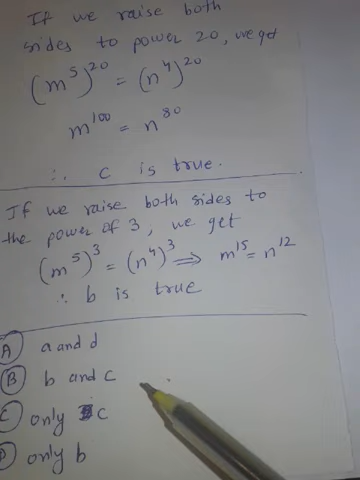 If we raise both
sides to power 20, we get
(m⁵)²⁰ = (n⁴)²⁰
m¹⁰⁰ = n⁸⁰
∴ c is true.
If we raise both sides to
the power of 3, we get
(m⁵)³ = (n⁴)³ ⟹ m¹⁵ = n¹²
∴ b is true
(A) a and d
(B) b and c
(C) only c
(D) only b